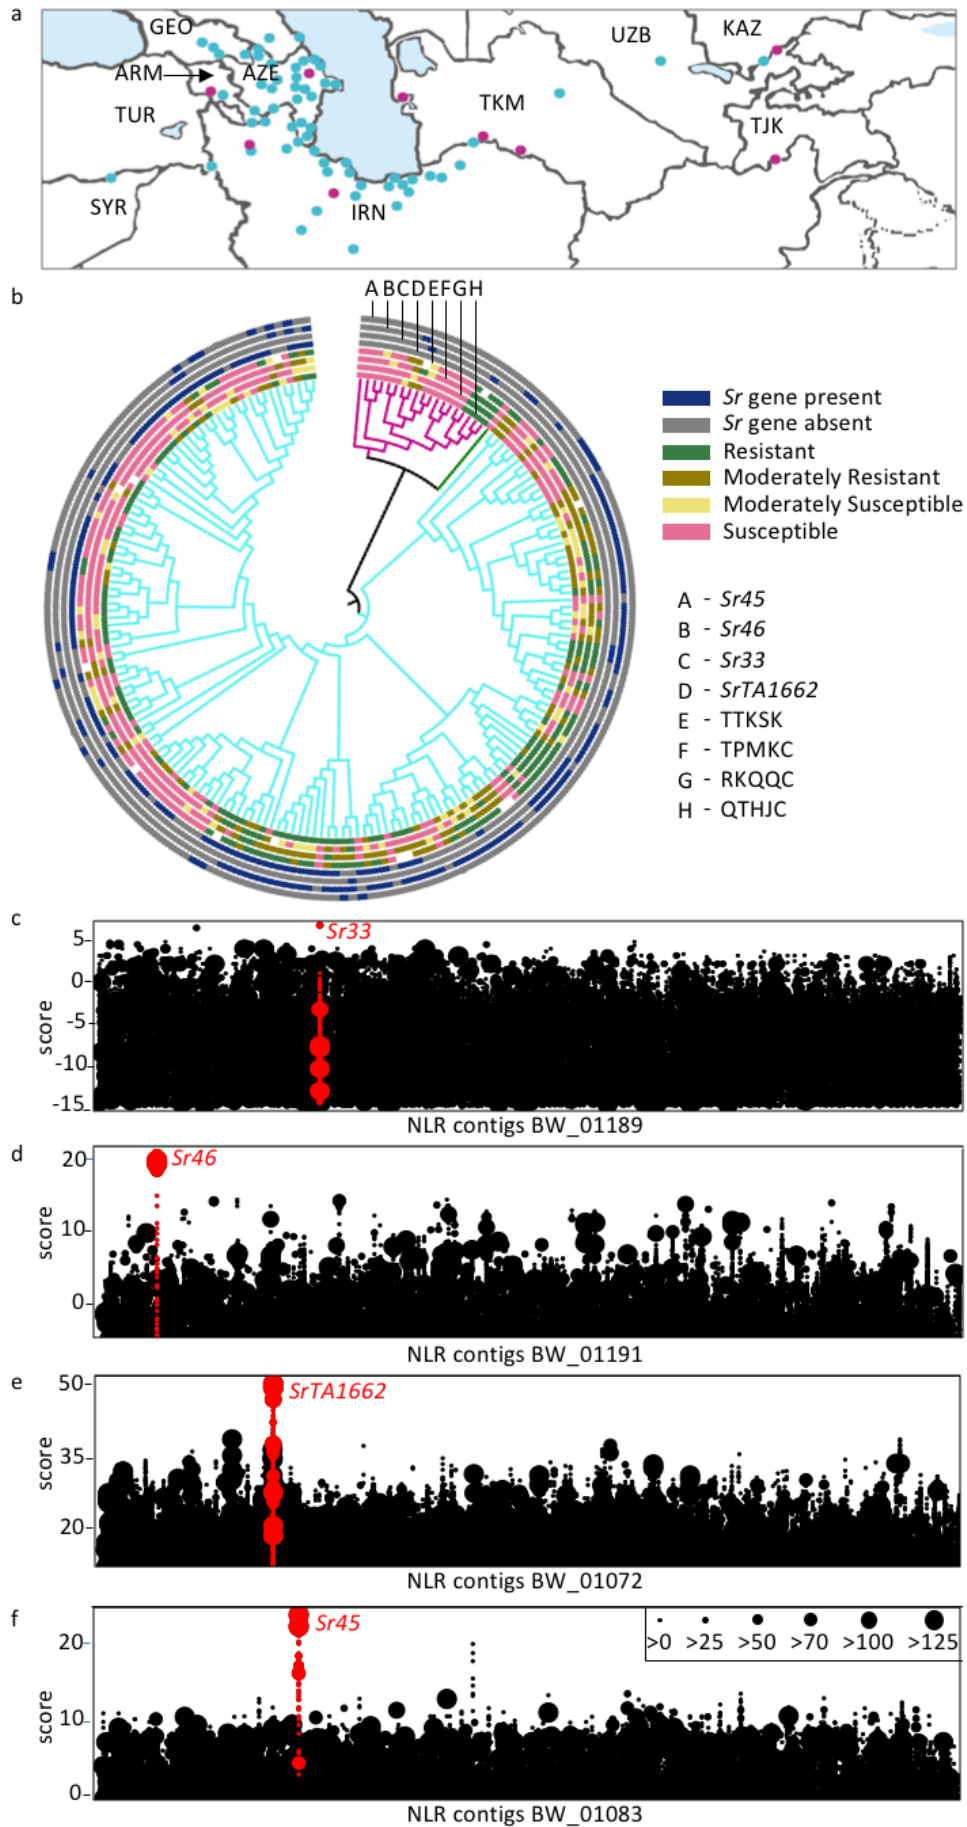 a
GEO
UZB
KAZ
ARM
AZE
TKM
TUR
TJK
SYR
IRN
b
A B C D E F G H
Sr gene present
Sr gene absent
Resistant
Moderately Resistant
Moderately Susceptible
Susceptible
A - Sr45
B - Sr46
C - Sr33
D - SrTA1662
E - TTKSK
F - TPMKC
G - RKQQC
H - QTHJC
c
5
Sr33
0
-5
score
-10
-15
NLR contigs BW_01189
d
20
Sr46
10
score
0
NLR contigs BW_01191
e
50
SrTA1662
35
score
20
NLR contigs BW_01072
f
Sr45
20
>0 >25 >50 >70 >100 >125
score
10
0
NLR contigs BW_01083